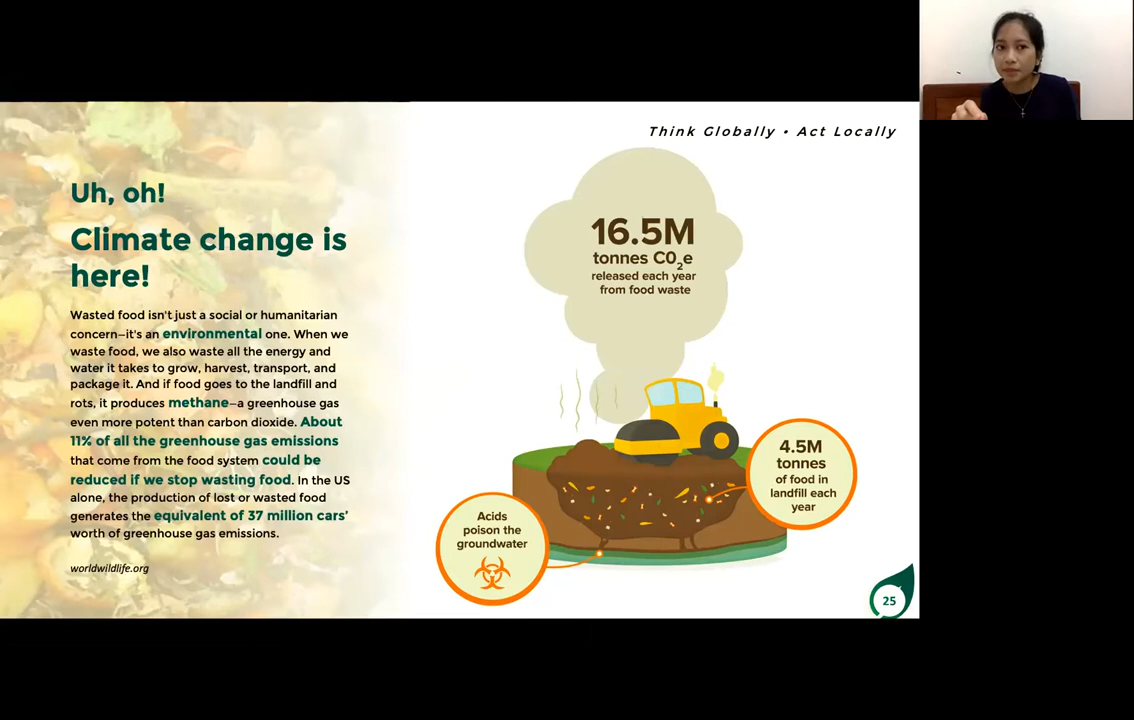 Think Globally • Act Locally
Uh, oh!
Climate change is
here!
Wasted food isn't just a social or humanitarian
concern—it's an environmental one. When we
waste food, we also waste all the energy and
water it takes to grow, harvest, transport, and
package it. And if food goes to the landfill and
rots, it produces methane—a greenhouse gas
even more potent than carbon dioxide. About
11% of all the greenhouse gas emissions
that come from the food system could be
reduced if we stop wasting food. In the US
alone, the production of lost or wasted food
generates the equivalent of 37 million cars'
worth of greenhouse gas emissions.
worldwildlife.org
16.5M
tonnes C0₂e
released each year
from food waste
4.5M
tonnes
of food in
landfill each
year
Acids
poison the
groundwater
25